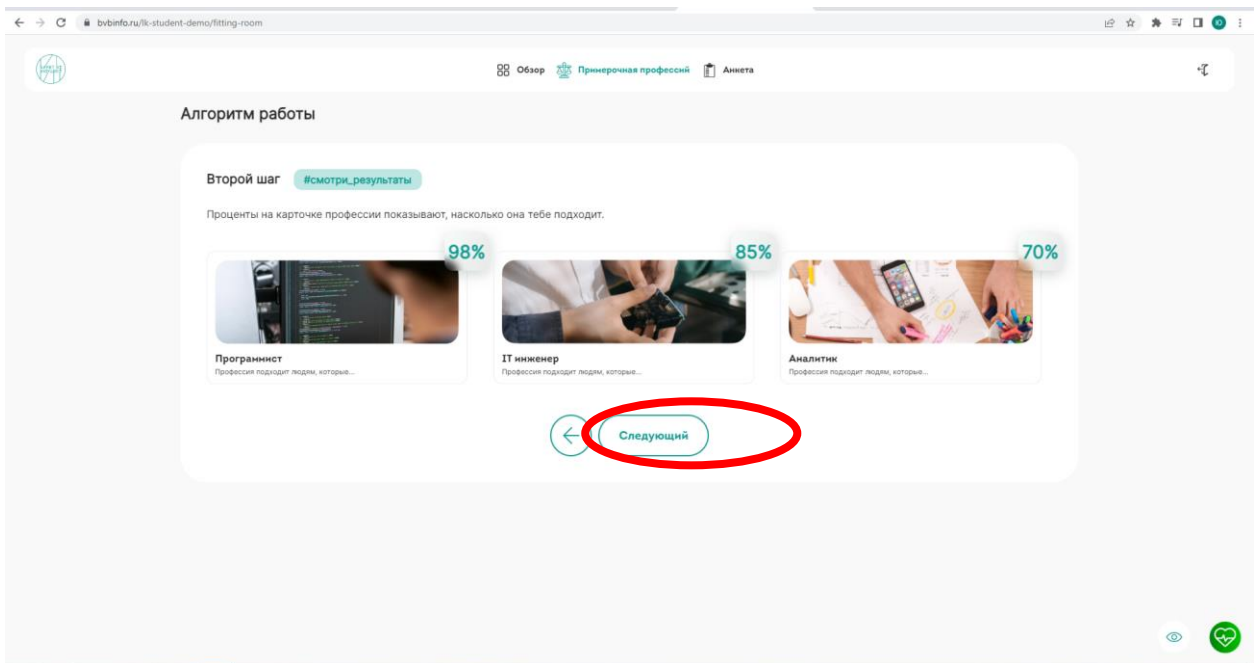 bvbinfo.ru/lk-student-demo/fitting-room
Ю
Обзор Примерочная профессий Анкета
Алгоритм работы
Второй шаг #смотри_результаты
Проценты на карточке профессии показывают, насколько она тебе подходит.
98% 85% 70%
Программист IT инженер Аналитик
Профессия подходит людям, которые... Профессия подходит людям, которые... Профессия подходит людям, которые...
Следующий